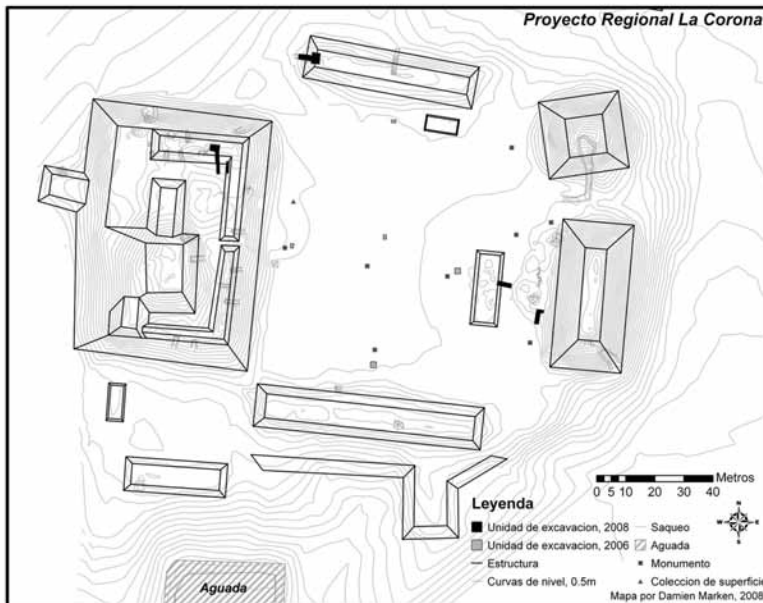 Proyecto Regional La Corona
Metros
0 5 10 20 30 40
Leyenda
N
W E
S
Unidad de excavacion, 2008
Unidad de excavacion, 2006
Estructura
Curvas de nivel, 0.5m
Saqueo
Aguada
Monumento
Coleccion de superficie
Aguada
Mapa por Damien Marken, 2008